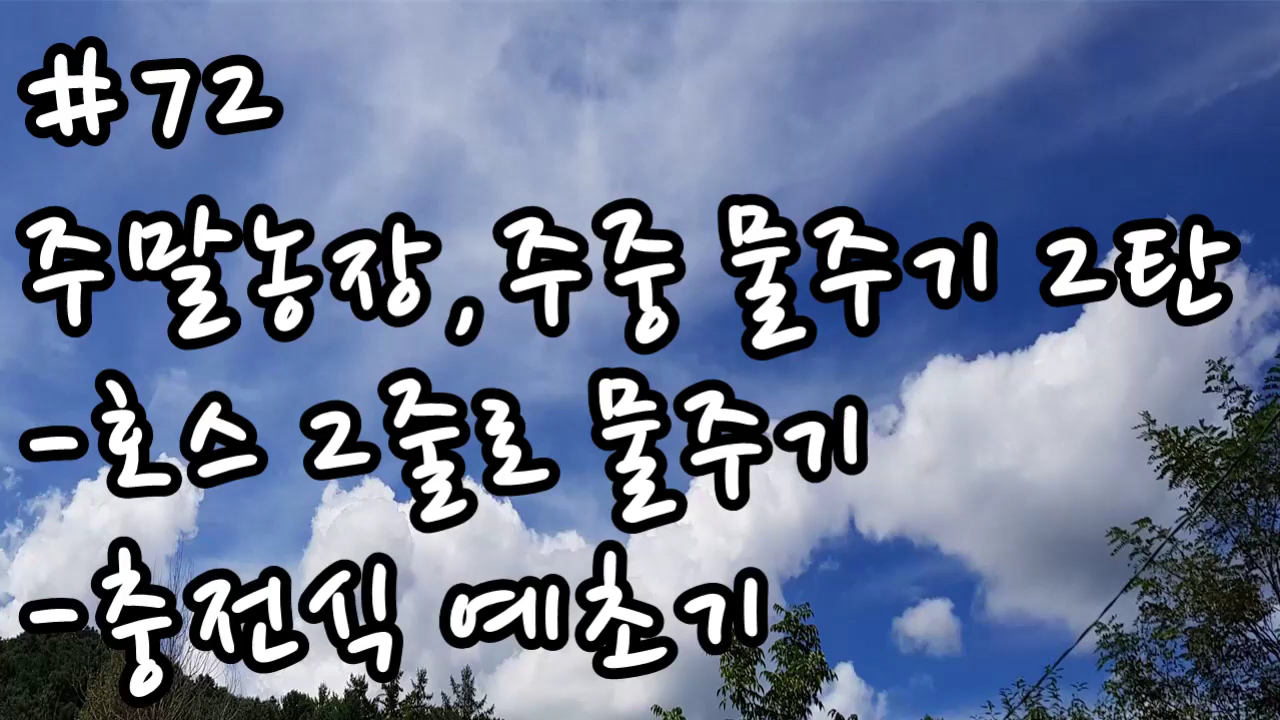 #72
주말농장, 주중 물주기 2탄
-호스 2줄로 물주기
-충전식 예초기